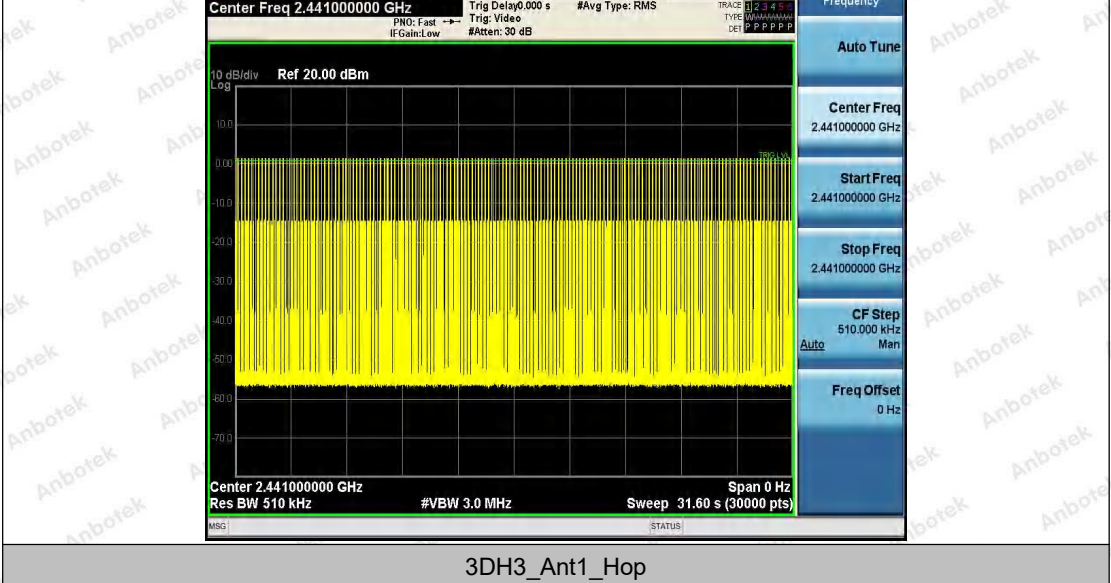 Center Freq 2.441000000 GHz
Trig Delay0.000 s
#Avg Type: RMS
TRACE 1 2 3 4 5 6
Frequency
PNO: Fast
Trig: Video
TYPE
IFGain:Low
#Atten: 30 dB
DET P P P P P P
Auto Tune
10 dB/div
Ref 20.00 dBm
Log
Center Freq
2.441000000 GHz
10.0
TRIG LVL
0.00
Start Freq
2.441000000 GHz
-10.0
-20.0
Stop Freq
2.441000000 GHz
-30.0
CF Step
510.000 kHz
Auto Man
-40.0
-50.0
Freq Offset
0 Hz
-60.0
-70.0
Center 2.441000000 GHz
Span 0 Hz
Res BW 510 kHz
#VBW 3.0 MHz
Sweep 31.60 s (30000 pts)
MSG
STATUS
3DH3_Ant1_Hop
Anbotek